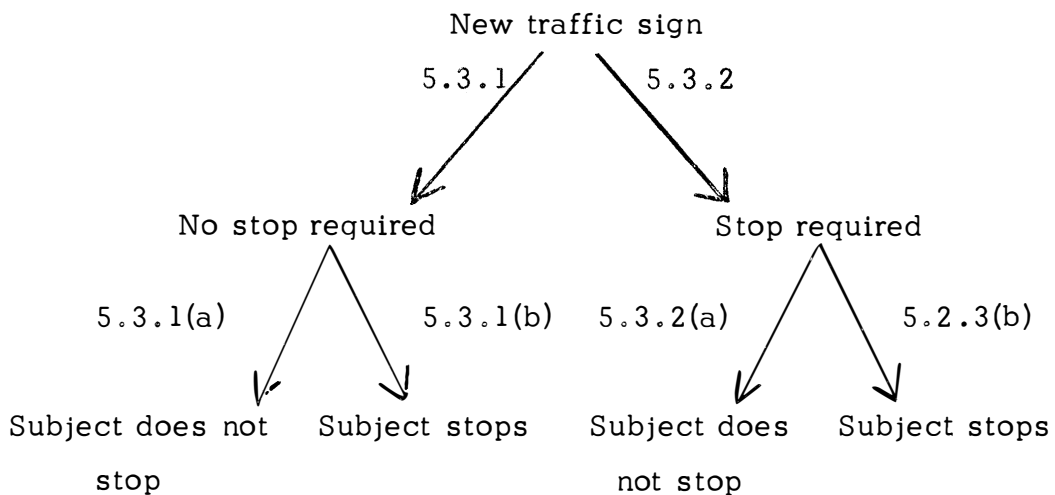 New traffic sign
5.3.1
5.3.2
No stop required
Stop required
5.3.1(a)
5.3.1(b)
5.3.2(a)
5.2.3(b)
Subject does not
stop
Subject stops
Subject does
not stop
Subject stops